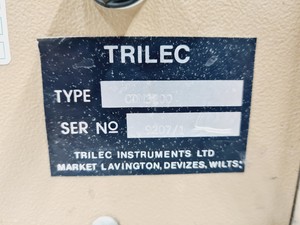 TRILEC
TYPE
SER NO
TRILEC INSTRUMENTS LTD
MARKET LAVINGTON, DEVIZES, WILTS.